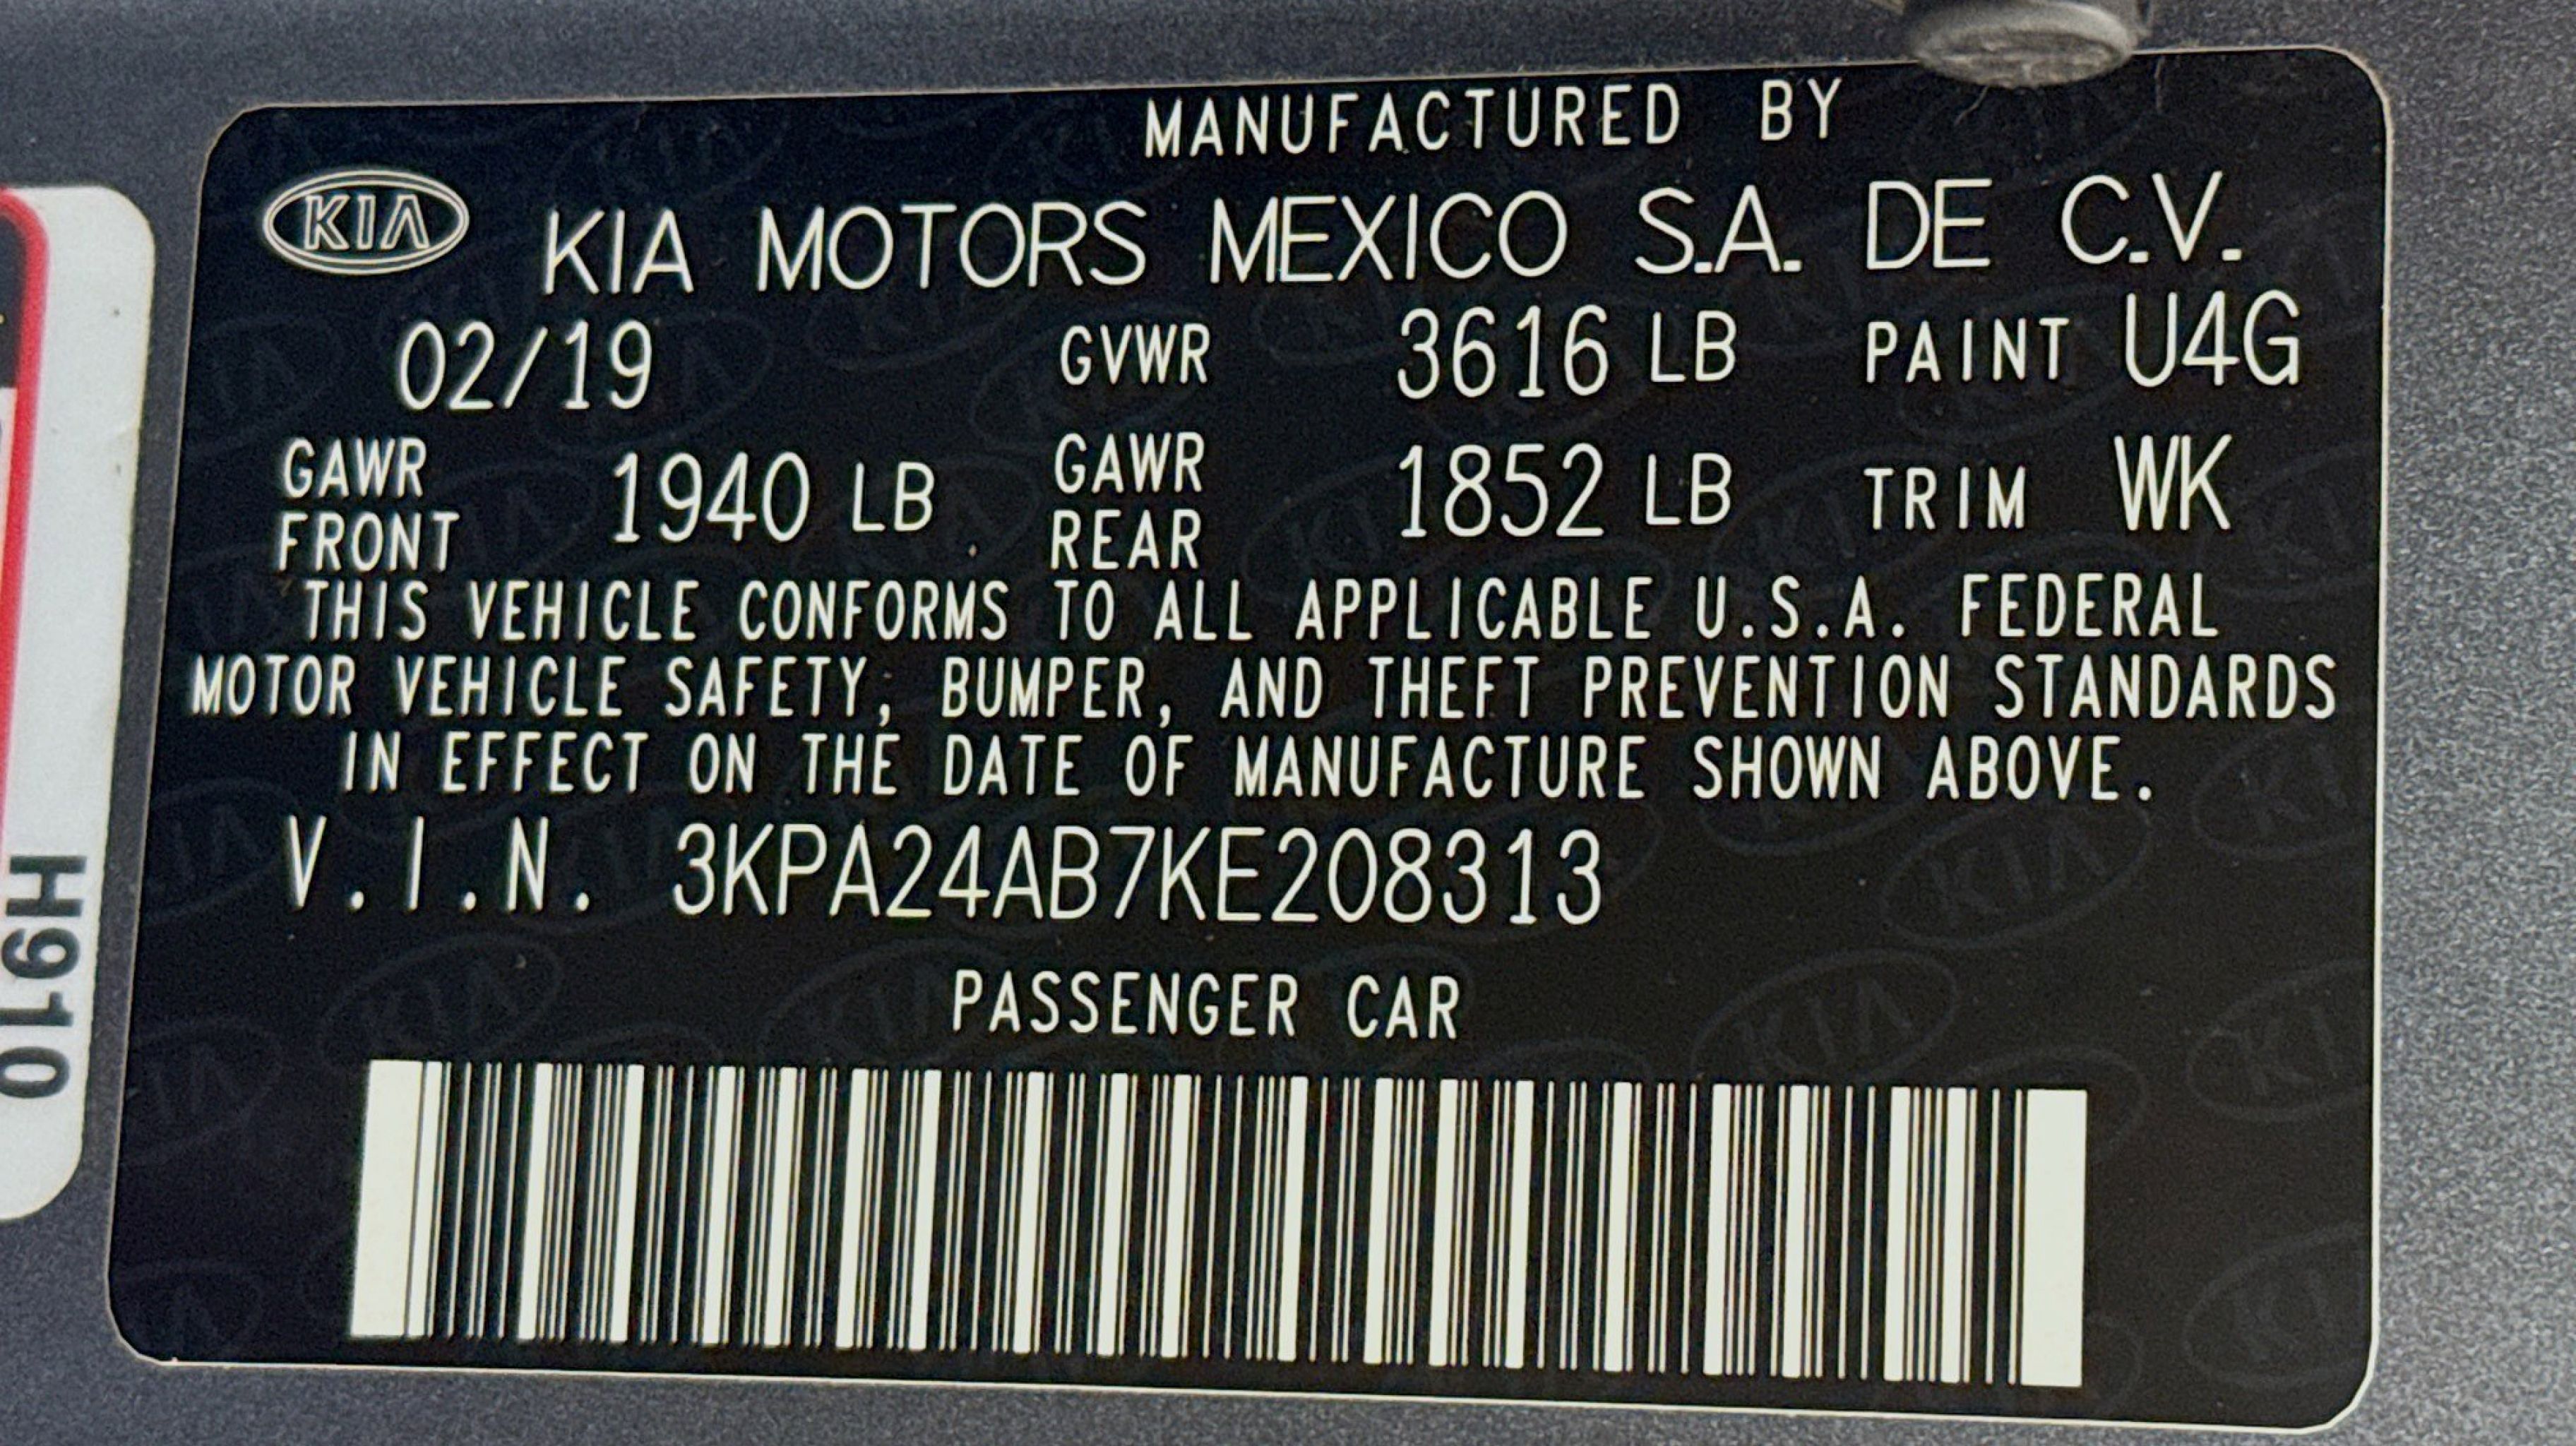 MANUFACTURED BY
KIA KIA MOTORS MEXICO S.A. DE C.V.
02/19 GVWR 3616 LB PAINT U4G
GAWR FRONT 1940 LB GAWR REAR 1852 LB TRIM WK
THIS VEHICLE CONFORMS TO ALL APPLICABLE U.S.A. FEDERAL
MOTOR VEHICLE SAFETY, BUMPER, AND THEFT PREVENTION STANDARDS
IN EFFECT ON THE DATE OF MANUFACTURE SHOWN ABOVE.
V.I.N. 3KPA24AB7KE208313
PASSENGER CAR
H910